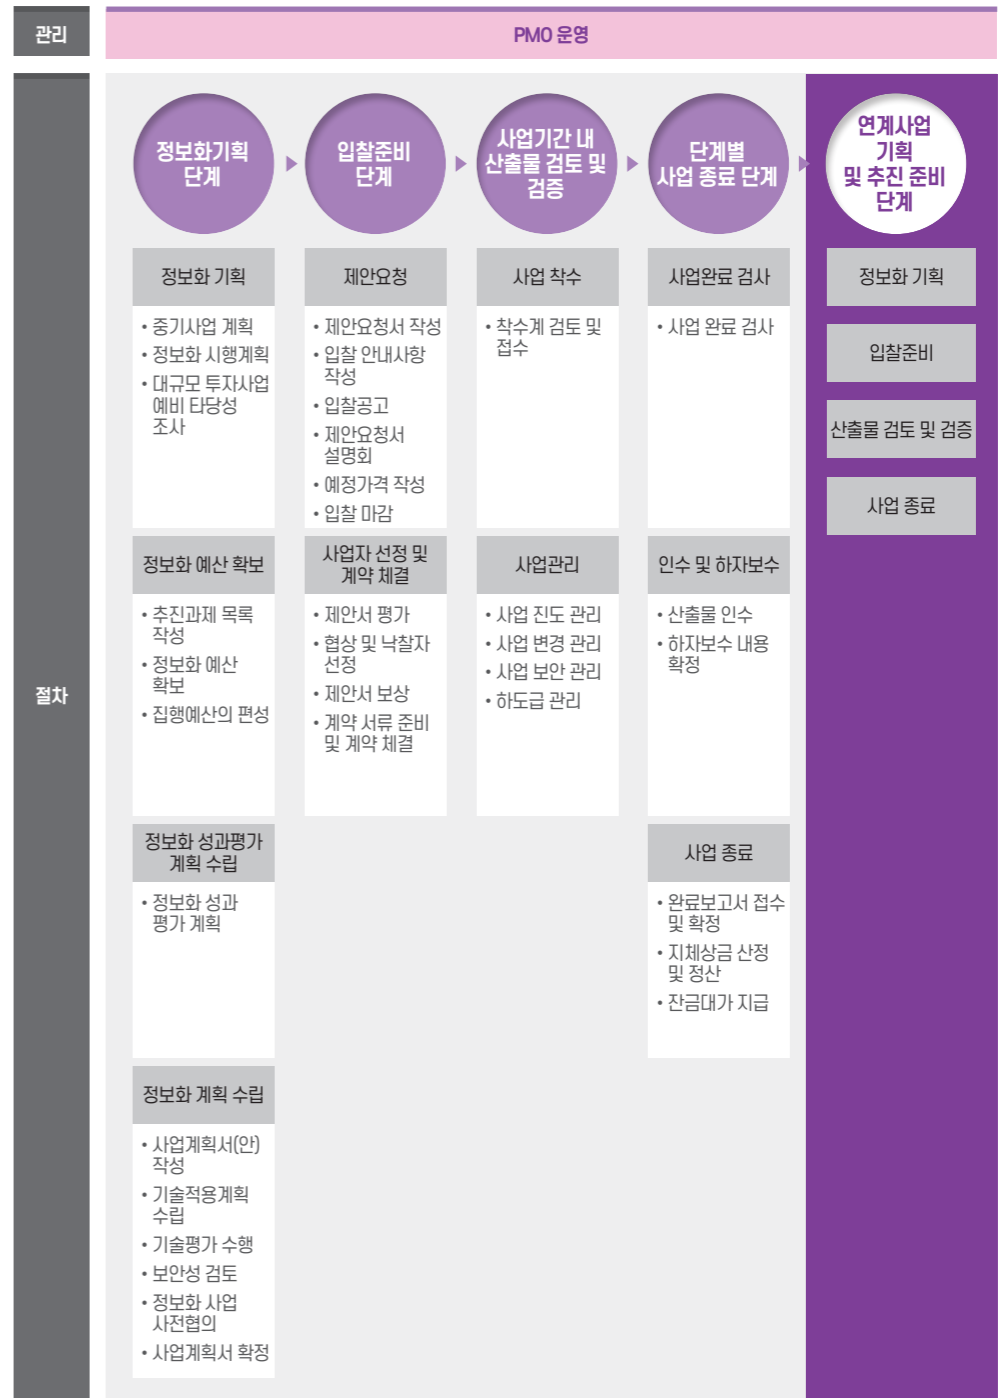 관리
PMO 운영
절차
정보화기획
단계
입찰준비
단계
사업기간 내
산출물 검토 및
검증
단계별
사업 종료 단계
연계사업
기획
및 추진 준비
단계
정보화 기획
• 중기사업 계획
• 정보화 시행계획
• 대규모 투자사업
예비 타당성
조사
정보화 예산 확보
• 추진과제 목록
작성
• 정보화 예산
확보
• 집행예산의 편성
정보화 성과평가
계획 수립
• 정보화 성과
평가 계획
정보화 계획 수립
• 사업계획서(안)
작성
• 기술적용계획
수립
• 기술평가 수행
• 보안성 검토
• 정보화 사업
사전협의
• 사업계획서 확정
제안요청
• 제안요청서 작성
• 입찰 안내사항
작성
• 입찰공고
• 제안요청서
설명회
• 예정가격 작성
• 입찰 마감
사업자 선정 및
계약 체결
• 제안서 평가
• 협상 및 낙찰자
선정
• 제안서 보상
• 계약 서류 준비
및 계약 체결
사업 착수
• 착수계 검토 및
접수
사업관리
• 사업 진도 관리
• 사업 변경 관리
• 사업 보안 관리
• 하도급 관리
사업완료 검사
• 사업 완료 검사
인수 및 하자보수
• 산출물 인수
• 하자보수 내용
확정
사업 종료
• 완료보고서 접수
및 확정
• 지체상금 산정
및 정산
• 잔금대가 지급
정보화 기획
입찰준비
산출물 검토 및 검증
사업 종료